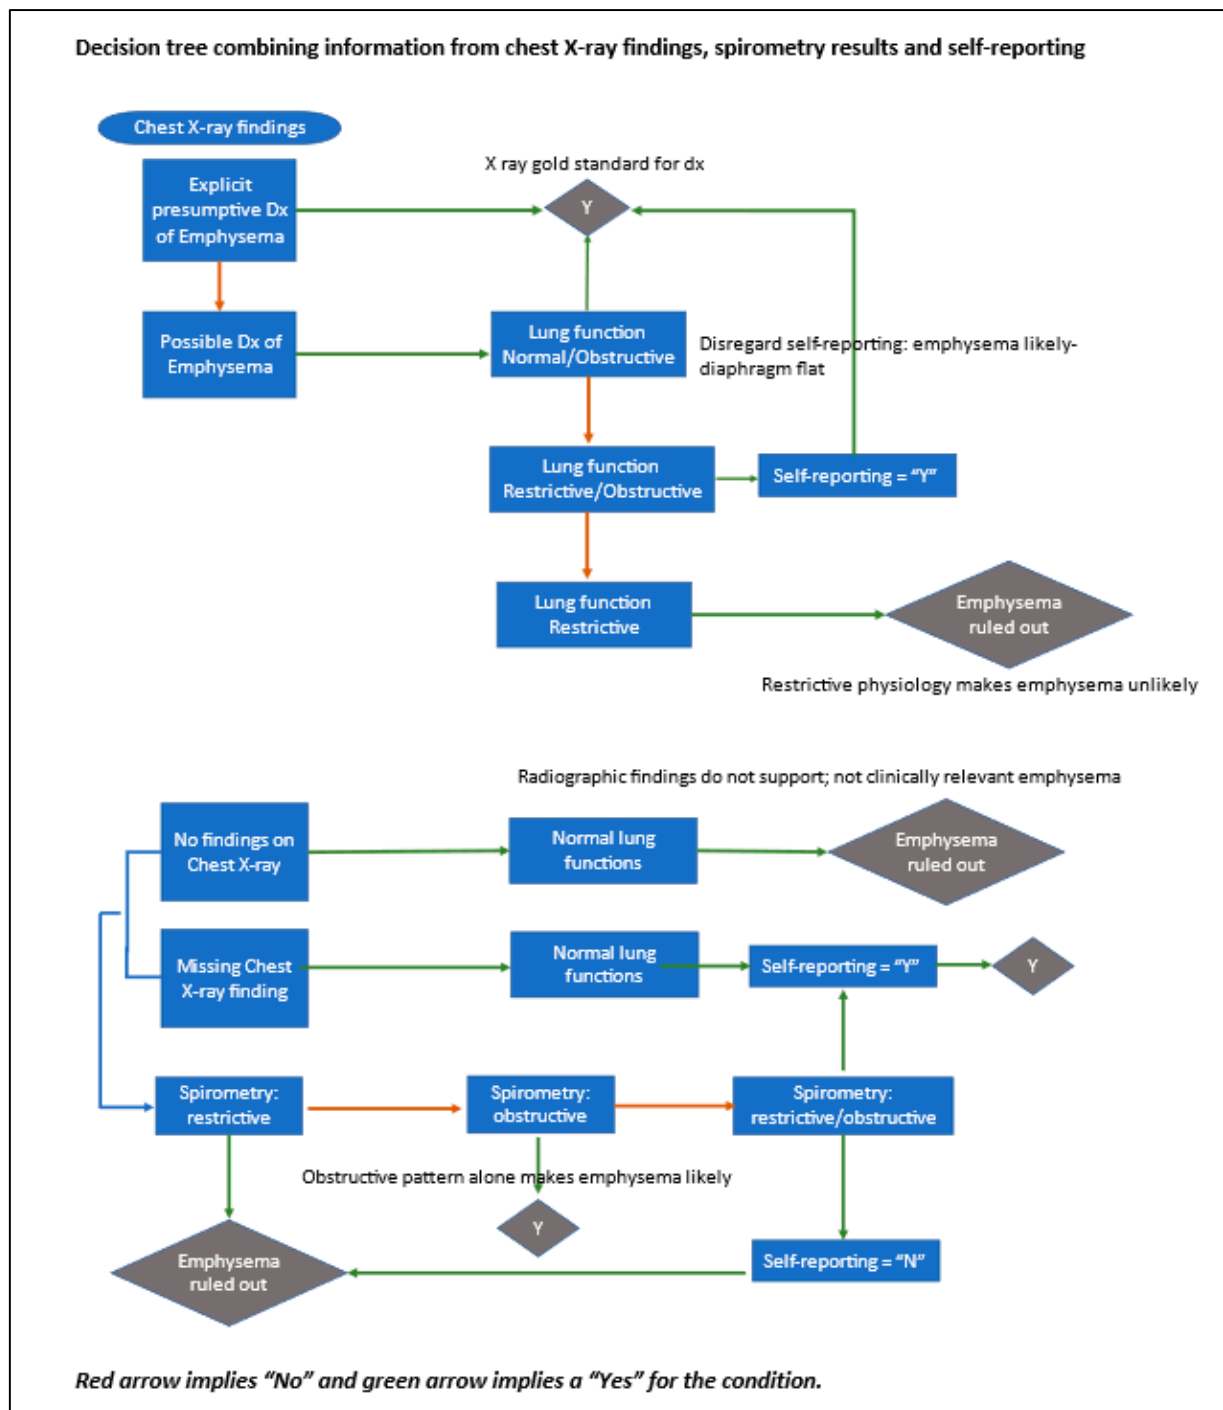 Decision tree combining information from chest X-ray findings, spirometry results and self-reporting
Chest X-ray findings
X ray gold standard for dx
Explicit
presumptive Dx
of Emphysema
Y
Possible Dx of
Emphysema
Lung function
Normal/Obstructive
Disregard self-reporting: emphysema likely-
diaphragm flat
Lung function
Restrictive/Obstructive
Self-reporting = “Y”
Lung function
Restrictive
Emphysema
ruled out
Restrictive physiology makes emphysema unlikely
Radiographic findings do not support; not clinically relevant emphysema
No findings on
Chest X-ray
Normal lung
functions
Emphysema
ruled out
Missing Chest
X-ray finding
Normal lung
functions
Self-reporting = “Y”
Y
Spirometry:
restrictive
Spirometry:
obstructive
Spirometry:
restrictive/obstructive
Obstructive pattern alone makes emphysema likely
Y
Emphysema
ruled out
Self-reporting = “N”
Red arrow implies “No” and green arrow implies a “Yes” for the condition.